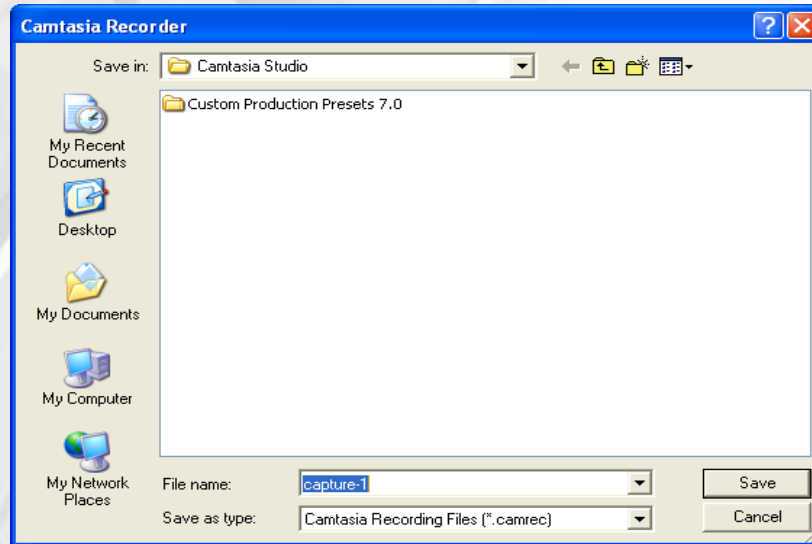 Camtasia Recorder
Save in: Camtasia Studio
Custom Production Presets 7.0
My Recent
Documents
Desktop
My Documents
My Computer
My Network
Places
File name: capture-1 Save
Save as type: Camtasia Recording Files (*.camrec) Cancel